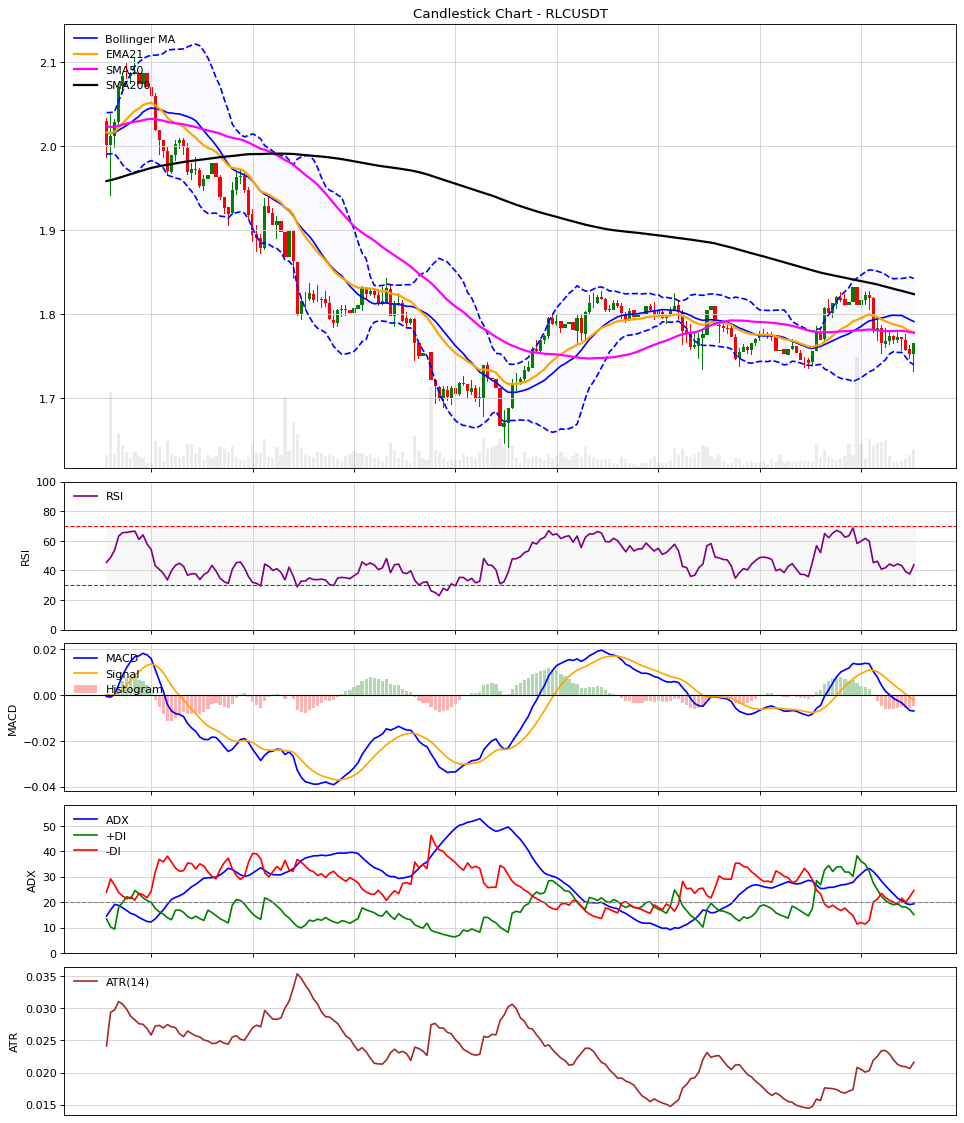 Candlestick Chart - RLCUSDT
Bollinger MA
EMA21
SMA50
SMA200
2.1
2.0
1.9
1.8
1.7
RSI
100
80
60
40
20
0
RSI
MACD
Signal
Histogram
0.02
0.00
−0.02
−0.04
MACD
ADX
+DI
-DI
50
40
30
20
10
0
ADX
ATR(14)
0.035
0.030
0.025
0.020
0.015
ATR